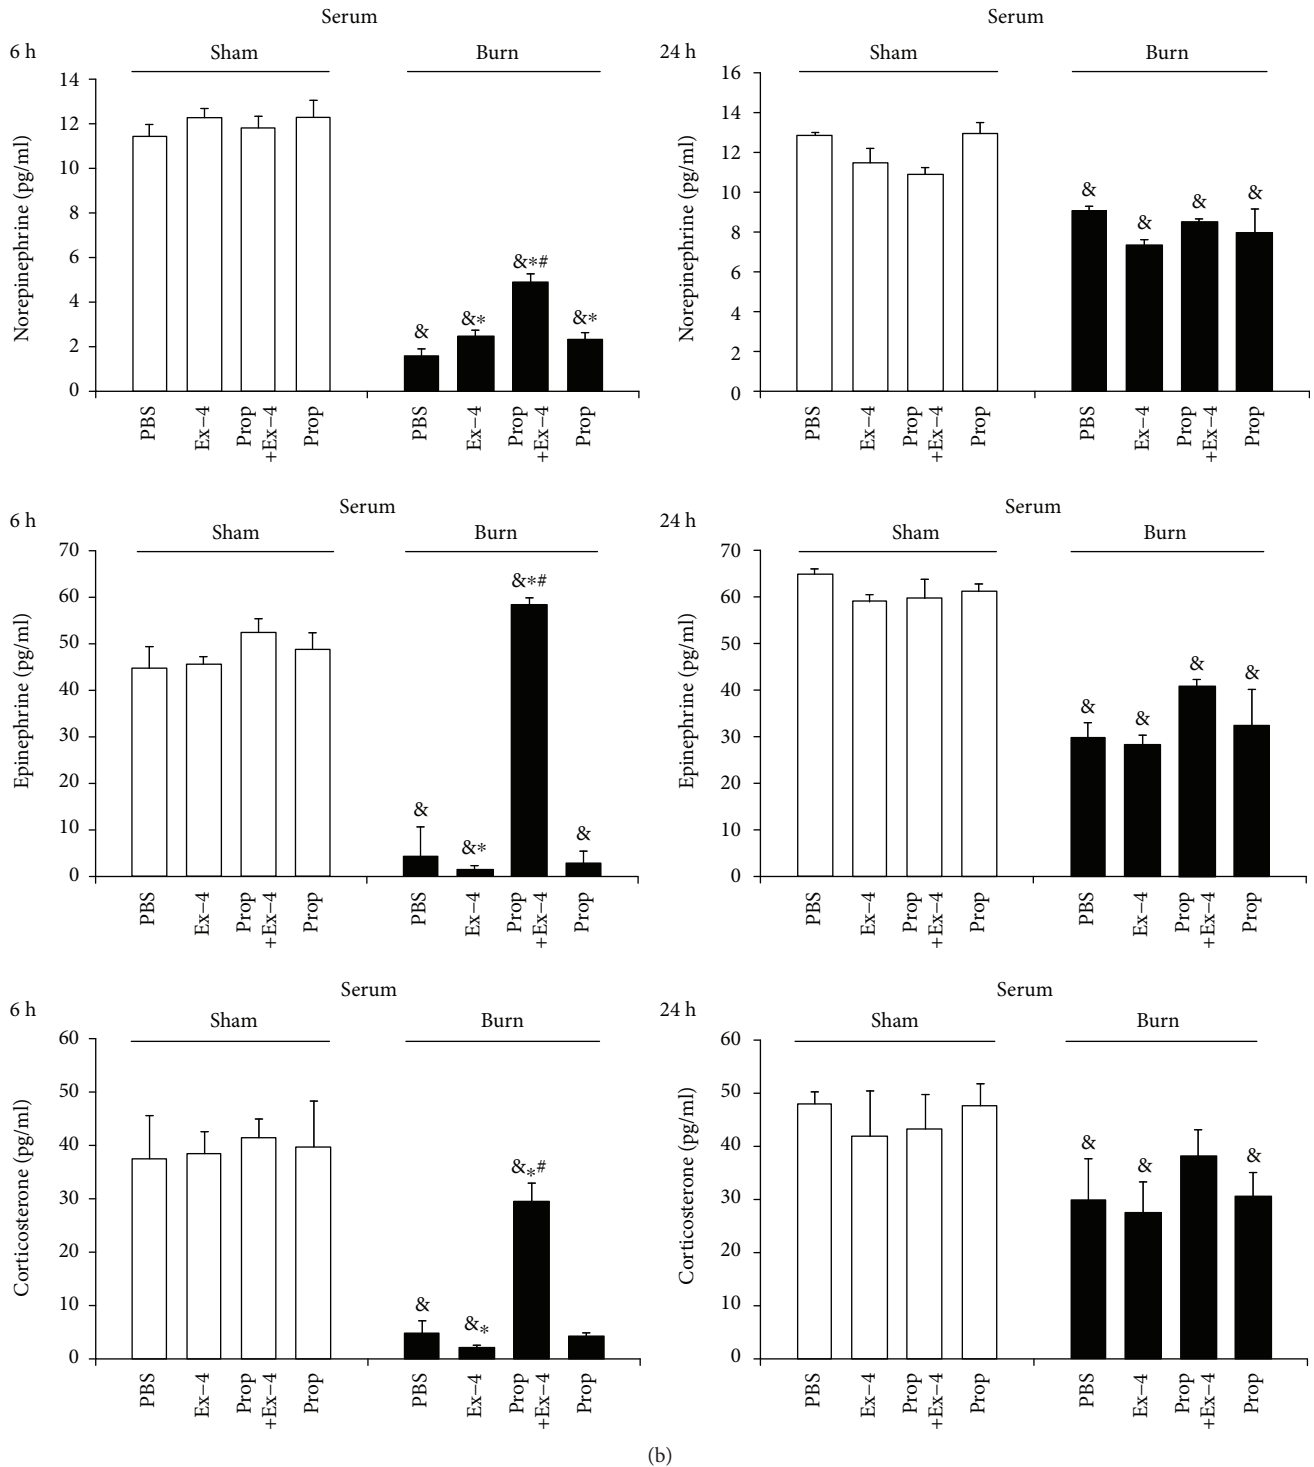 Serum
6 h
Sham
Burn
Norepinephrine (pg/ml)
14
12
10
8
6
4
2
0
&
&*
&*#
&*
PBS
Ex–4
Prop
+Ex–4
Prop
PBS
Ex–4
Prop
+Ex–4
Prop
Serum
24 h
Sham
Burn
Norepinephrine (pg/ml)
16
14
12
10
8
6
4
2
0
&
&
&
&
PBS
Ex–4
Prop
+Ex–4
Prop
PBS
Ex–4
Prop
+Ex–4
Prop
Serum
6 h
Sham
Burn
Epinephrine (pg/ml)
70
60
50
40
30
20
10
0
&
&*
&*#
&
PBS
Ex–4
Prop
+Ex–4
Prop
PBS
Ex–4
Prop
+Ex–4
Prop
Serum
24 h
Sham
Burn
Epinephrine (pg/ml)
70
60
50
40
30
20
10
0
&
&
&
&
PBS
Ex–4
Prop
+Ex–4
Prop
PBS
Ex–4
Prop
+Ex–4
Prop
Serum
6 h
Sham
Burn
Corticosterone (pg/ml)
60
50
40
30
20
10
0
&
&*
&*#
PBS
Ex–4
Prop
+Ex–4
Prop
PBS
Ex–4
Prop
+Ex–4
Prop
Serum
24 h
Sham
Burn
Corticosterone (pg/ml)
60
50
40
30
20
10
0
&
&
&
PBS
Ex–4
Prop
+Ex–4
Prop
PBS
Ex–4
Prop
+Ex–4
Prop
(b)